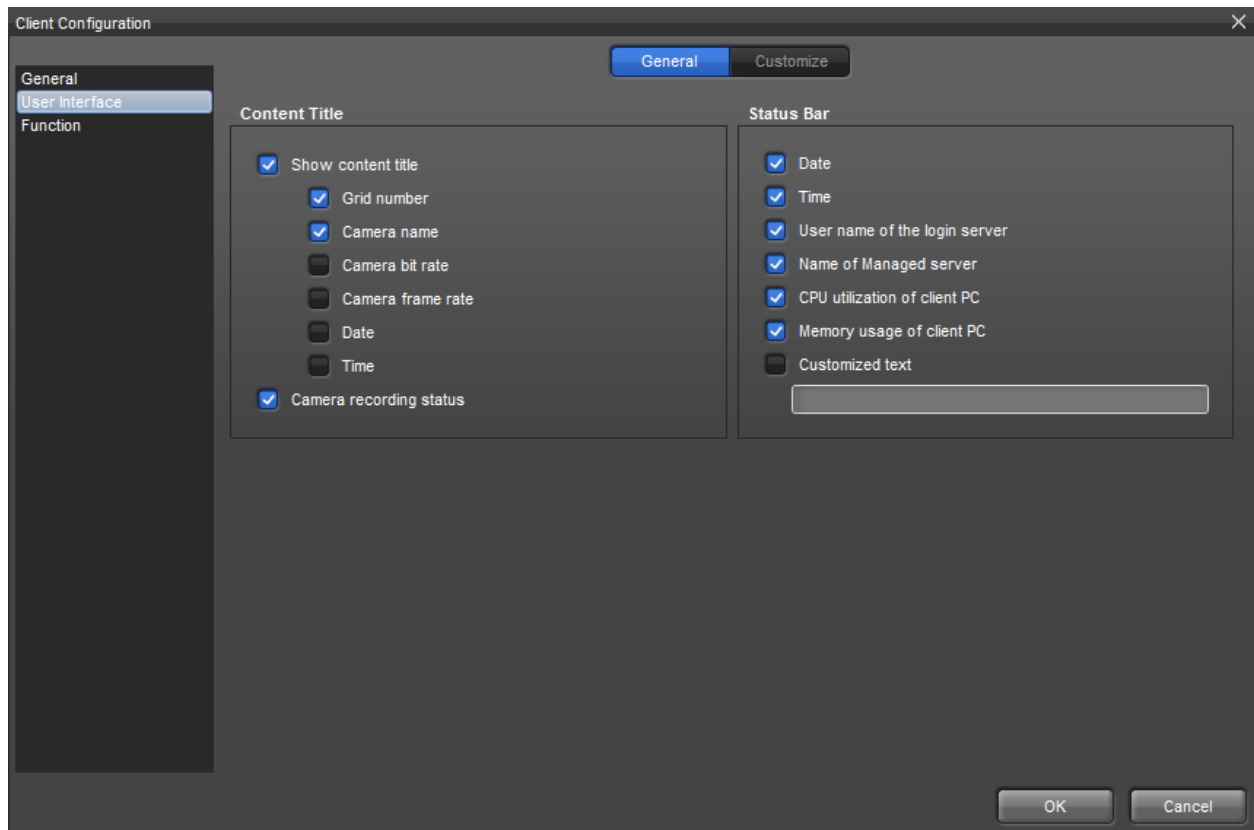 Client Configuration
General
Customize
General
User Interface
Function
Content Title
Show content title
Grid number
Camera name
Camera bit rate
Camera frame rate
Date
Time
Camera recording status
Status Bar
Date
Time
User name of the login server
Name of Managed server
CPU utilization of client PC
Memory usage of client PC
Customized text
OK
Cancel